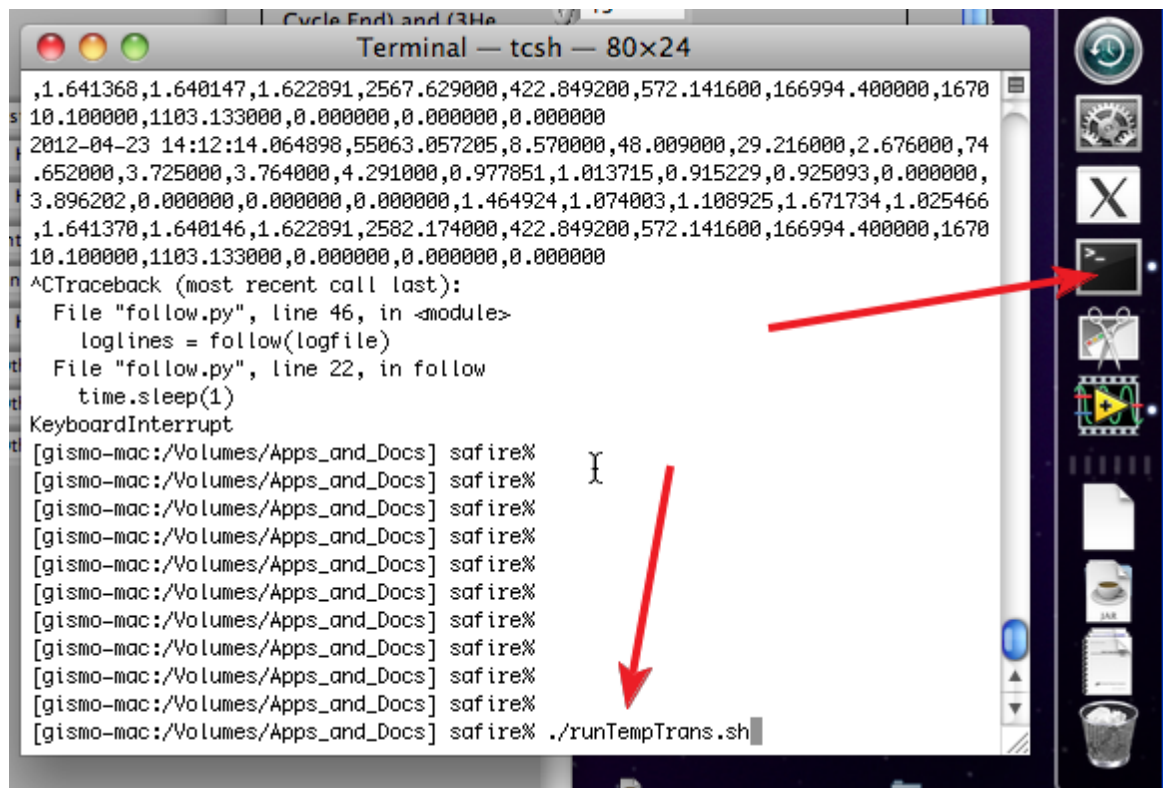 Cycle End) and (3He
Terminal — tcsh — 80×24
,1.641368,1.640147,1.622891,2567.629000,422.849200,572.141600,166994.400000,1670
10.100000,1103.133000,0.000000,0.000000,0.000000
2012-04-23 14:12:14.064898,55063.057205,8.570000,48.009000,29.216000,2.676000,74
.652000,3.725000,3.764000,4.291000,0.977851,1.013715,0.915229,0.925093,0.000000,
3.896202,0.000000,0.000000,0.000000,1.464924,1.074003,1.108925,1.671734,1.025466
,1.641370,1.640146,1.622891,2582.174000,422.849200,572.141600,166994.400000,1670
10.100000,1103.133000,0.000000,0.000000,0.000000
^CTraceback (most recent call last):
  File "follow.py", line 46, in <module>
    loglines = follow(logfile)
  File "follow.py", line 22, in follow
    time.sleep(1)
KeyboardInterrupt
[gismo-mac:/Volumes/Apps_and_Docs] safire%
[gismo-mac:/Volumes/Apps_and_Docs] safire%
[gismo-mac:/Volumes/Apps_and_Docs] safire%
[gismo-mac:/Volumes/Apps_and_Docs] safire%
[gismo-mac:/Volumes/Apps_and_Docs] safire%
[gismo-mac:/Volumes/Apps_and_Docs] safire%
[gismo-mac:/Volumes/Apps_and_Docs] safire%
[gismo-mac:/Volumes/Apps_and_Docs] safire%
[gismo-mac:/Volumes/Apps_and_Docs] safire%
[gismo-mac:/Volumes/Apps_and_Docs] safire%
[gismo-mac:/Volumes/Apps_and_Docs] safire% ./runTempTrans.sh
X
>_
JAR